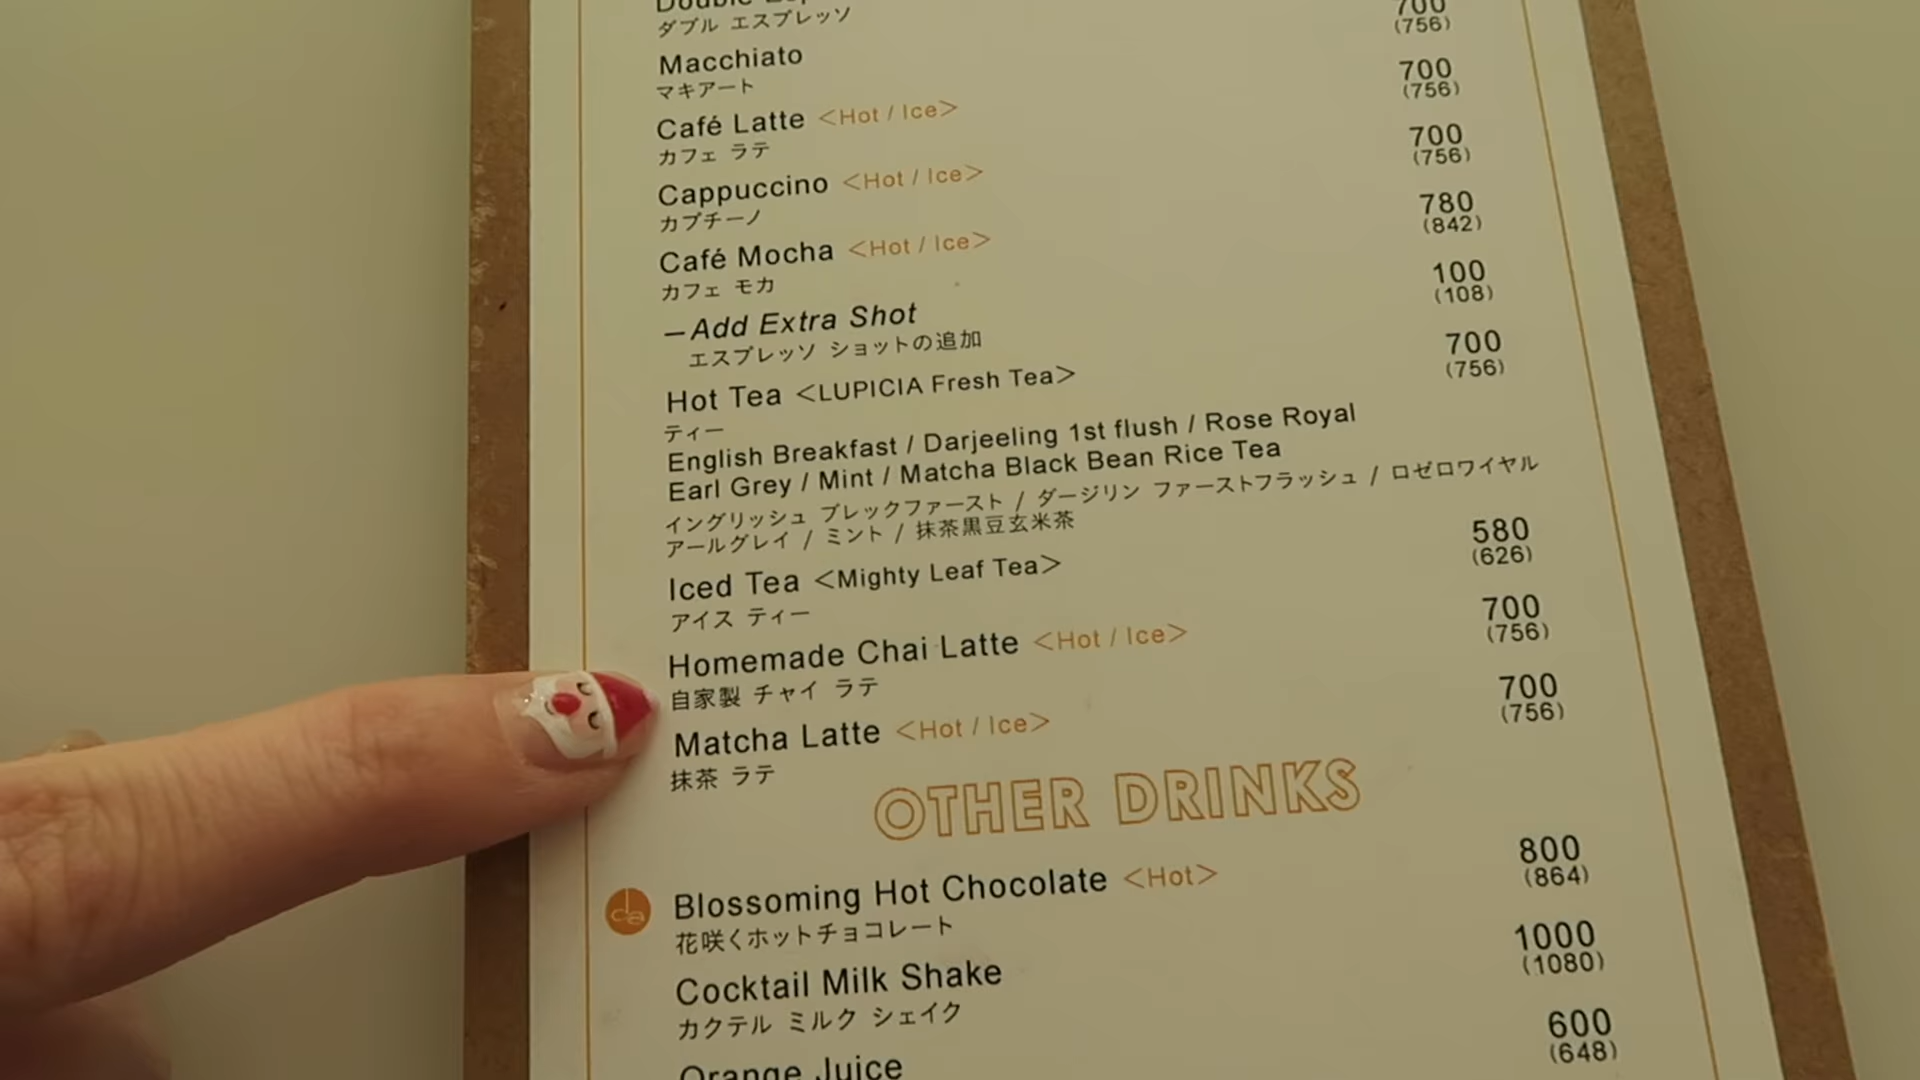 Double
ダブル エスプレッソ
700
(756)
Macchiato
マキアート
700
(756)
Café Latte <Hot / Ice>
カフェ ラテ
700
(756)
Cappuccino <Hot / Ice>
カプチーノ
780
(842)
Café Mocha <Hot / Ice>
カフェ モカ
100
(108)
—Add Extra Shot
エスプレッソ ショットの追加
700
(756)
Hot Tea <LUPICIA Fresh Tea>
ティー
English Breakfast / Darjeeling 1st flush / Rose Royal
Earl Grey / Mint / Matcha Black Bean Rice Tea
イングリッシュ ブレックファースト / ダージリン ファーストフラッシュ / ロゼロワイヤル
アールグレイ / ミント / 抹茶黒豆玄米茶
580
(626)
Iced Tea <Mighty Leaf Tea>
アイス ティー
700
(756)
Homemade Chai Latte <Hot / Ice>
自家製 チャイ ラテ
700
(756)
Matcha Latte <Hot / Ice>
抹茶 ラテ
OTHER DRINKS
800
(864)
Blossoming Hot Chocolate <Hot>
花咲くホットチョコレート
1000
(1080)
Cocktail Milk Shake
カクテル ミルク シェイク
600
(648)
Orange Juice